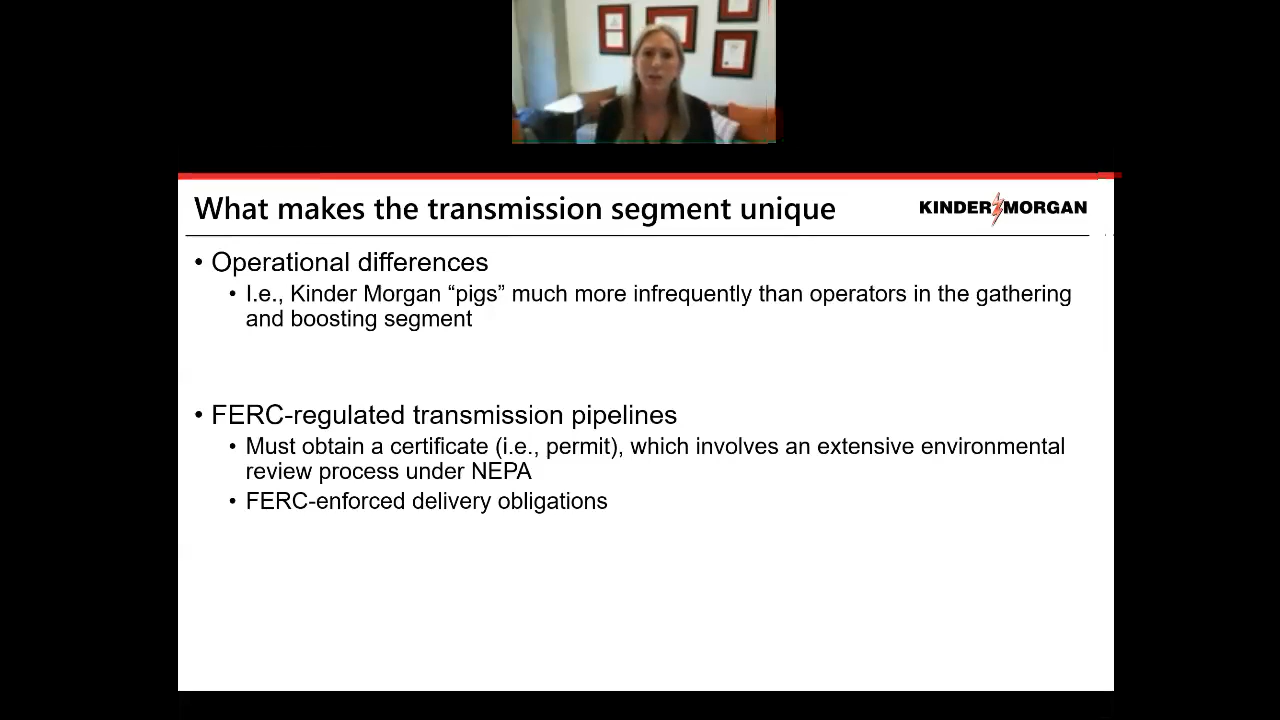 What makes the transmission segment unique
KINDER MORGAN
• Operational differences
• I.e., Kinder Morgan “pigs” much more infrequently than operators in the gathering
and boosting segment
• FERC-regulated transmission pipelines
• Must obtain a certificate (i.e., permit), which involves an extensive environmental
review process under NEPA
• FERC-enforced delivery obligations